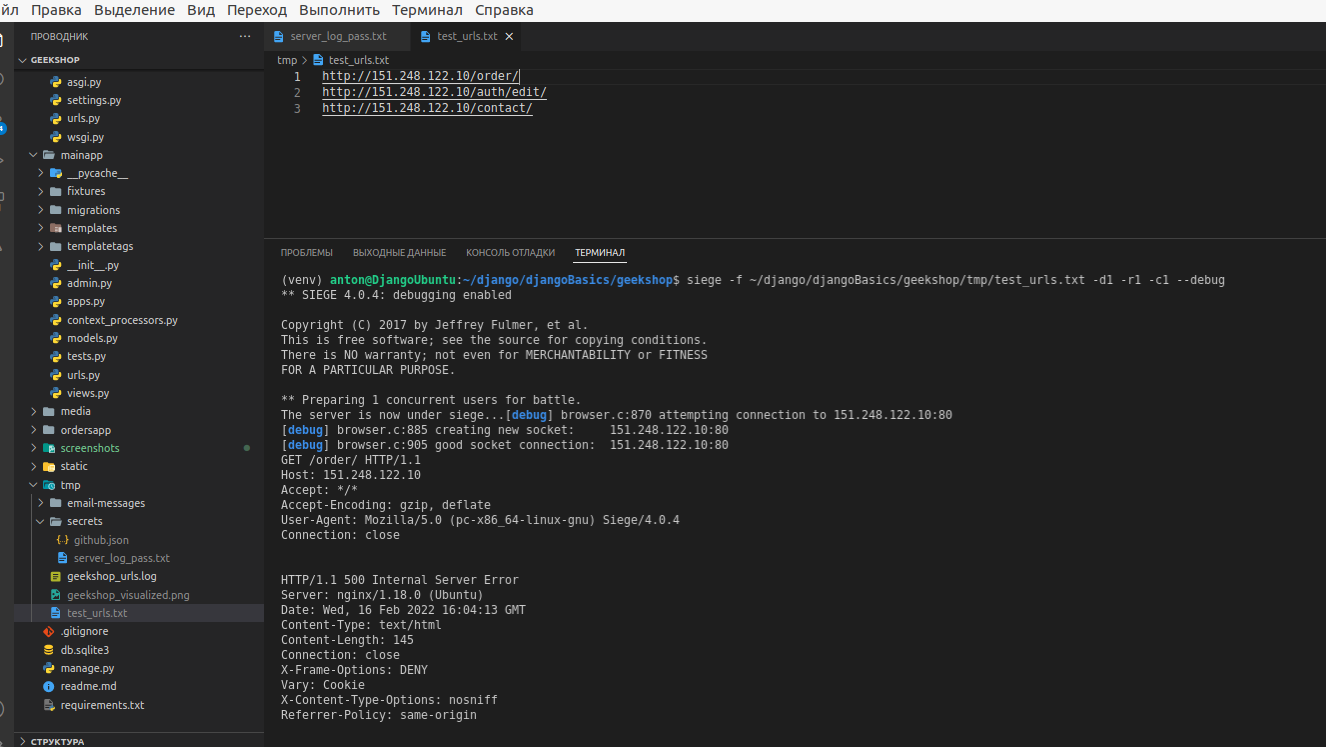 йл Правка Выделение Вид Переход Выполнить Терминал Справка
ПРОВОДНИК ...
GEEKSHOP
asgi.py
settings.py
urls.py
wsgi.py
mainapp
__pycache__
fixtures
migrations
templates
templatetags
__init__.py
admin.py
apps.py
context_processors.py
models.py
tests.py
urls.py
views.py
media
ordersapp
screenshots
static
tmp
email-messages
secrets
github.json
server_log_pass.txt
geekshop_urls.log
geekshop_visualized.png
test_urls.txt
.gitignore
db.sqlite3
manage.py
readme.md
requirements.txt
СТРУКТУРА
server_log_pass.txt test_urls.txt
tmp > test_urls.txt
1 http://151.248.122.10/order/
2 http://151.248.122.10/auth/edit/
3 http://151.248.122.10/contact/
ПРОБЛЕМЫ ВЫХОДНЫЕ ДАННЫЕ КОНСОЛЬ ОТЛАДКИ ТЕРМИНАЛ
(venv) anton@DjangoUbuntu:~/django/djangoBasics/geekshop$ siege -f ~/django/djangoBasics/geekshop/tmp/test_urls.txt -d1 -r1 -c1 --debug
** SIEGE 4.0.4: debugging enabled
Copyright (C) 2017 by Jeffrey Fulmer, et al.
This is free software; see the source for copying conditions.
There is NO warranty; not even for MERCHANTABILITY or FITNESS
FOR A PARTICULAR PURPOSE.
** Preparing 1 concurrent users for battle.
The server is now under siege...[debug] browser.c:870 attempting connection to 151.248.122.10:80
[debug] browser.c:885 creating new socket: 151.248.122.10:80
[debug] browser.c:905 good socket connection: 151.248.122.10:80
GET /order/ HTTP/1.1
Host: 151.248.122.10
Accept: */*
Accept-Encoding: gzip, deflate
User-Agent: Mozilla/5.0 (pc-x86_64-linux-gnu) Siege/4.0.4
Connection: close
HTTP/1.1 500 Internal Server Error
Server: nginx/1.18.0 (Ubuntu)
Date: Wed, 16 Feb 2022 16:04:13 GMT
Content-Type: text/html
Content-Length: 145
Connection: close
X-Frame-Options: DENY
Vary: Cookie
X-Content-Type-Options: nosniff
Referrer-Policy: same-origin